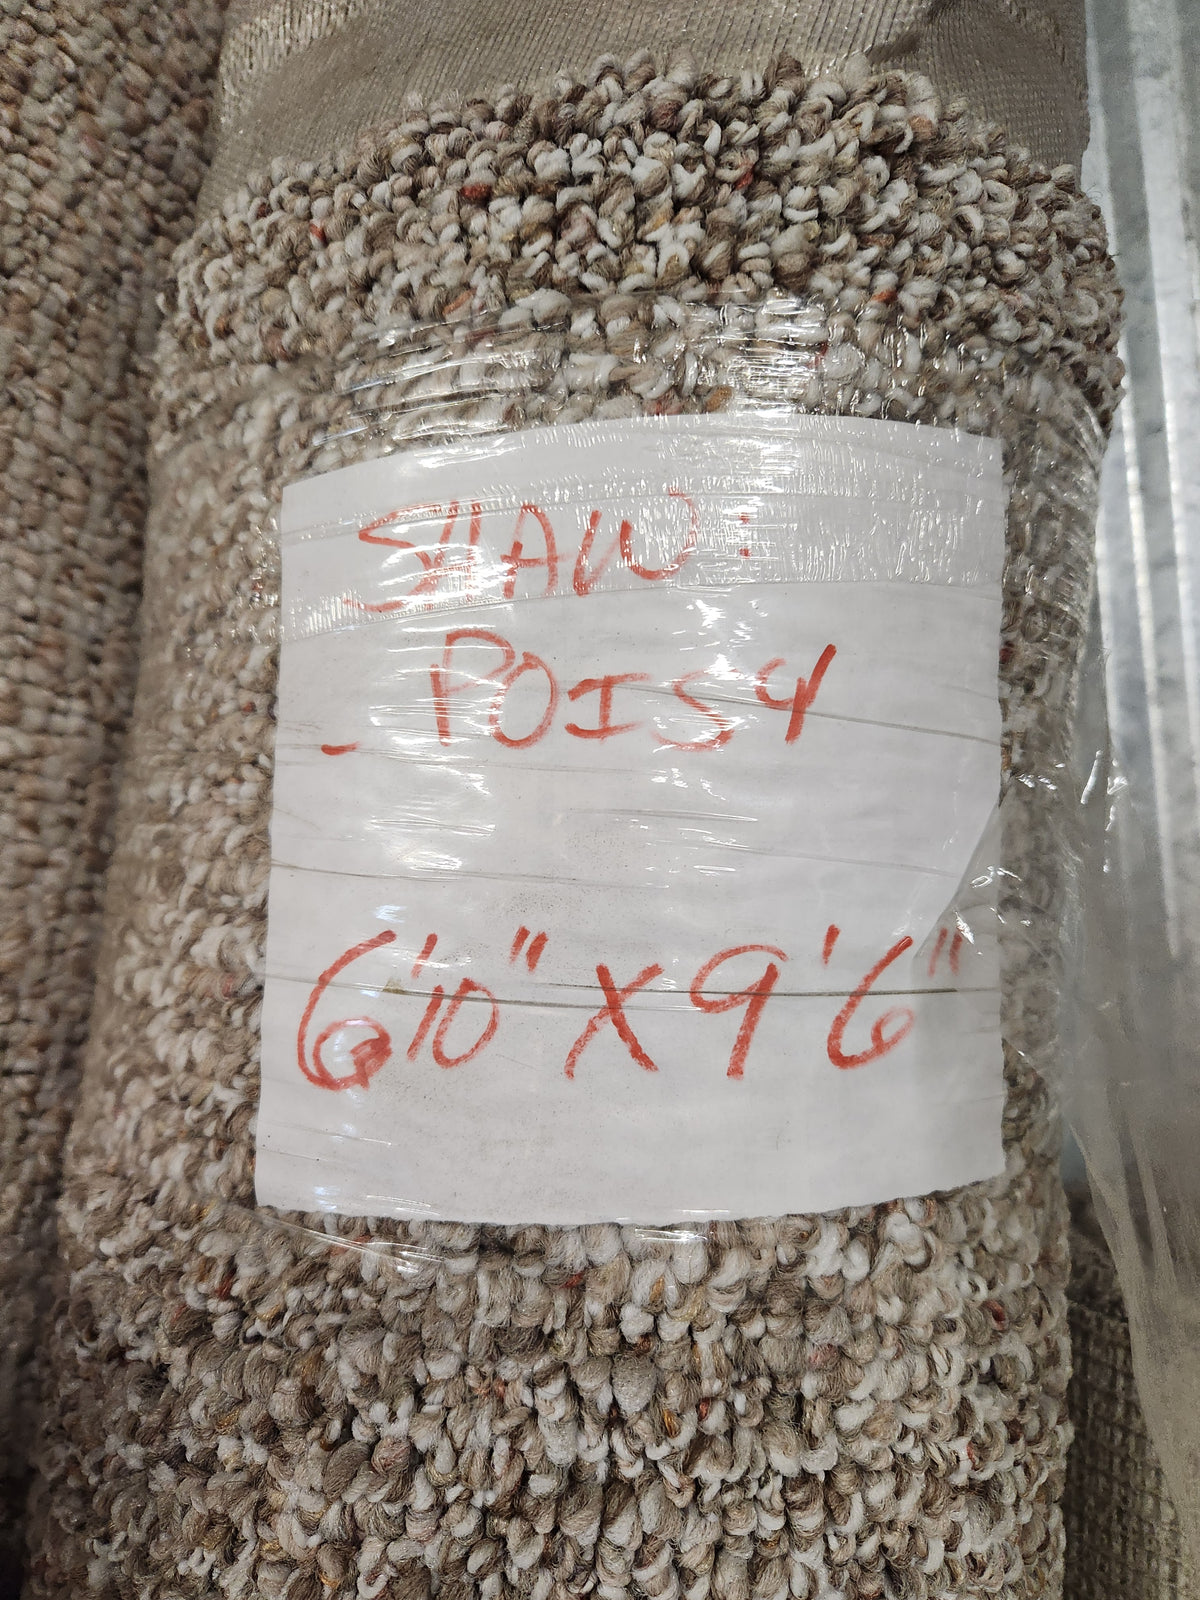 SHAW:
- POISY
6'10" X 9'6"